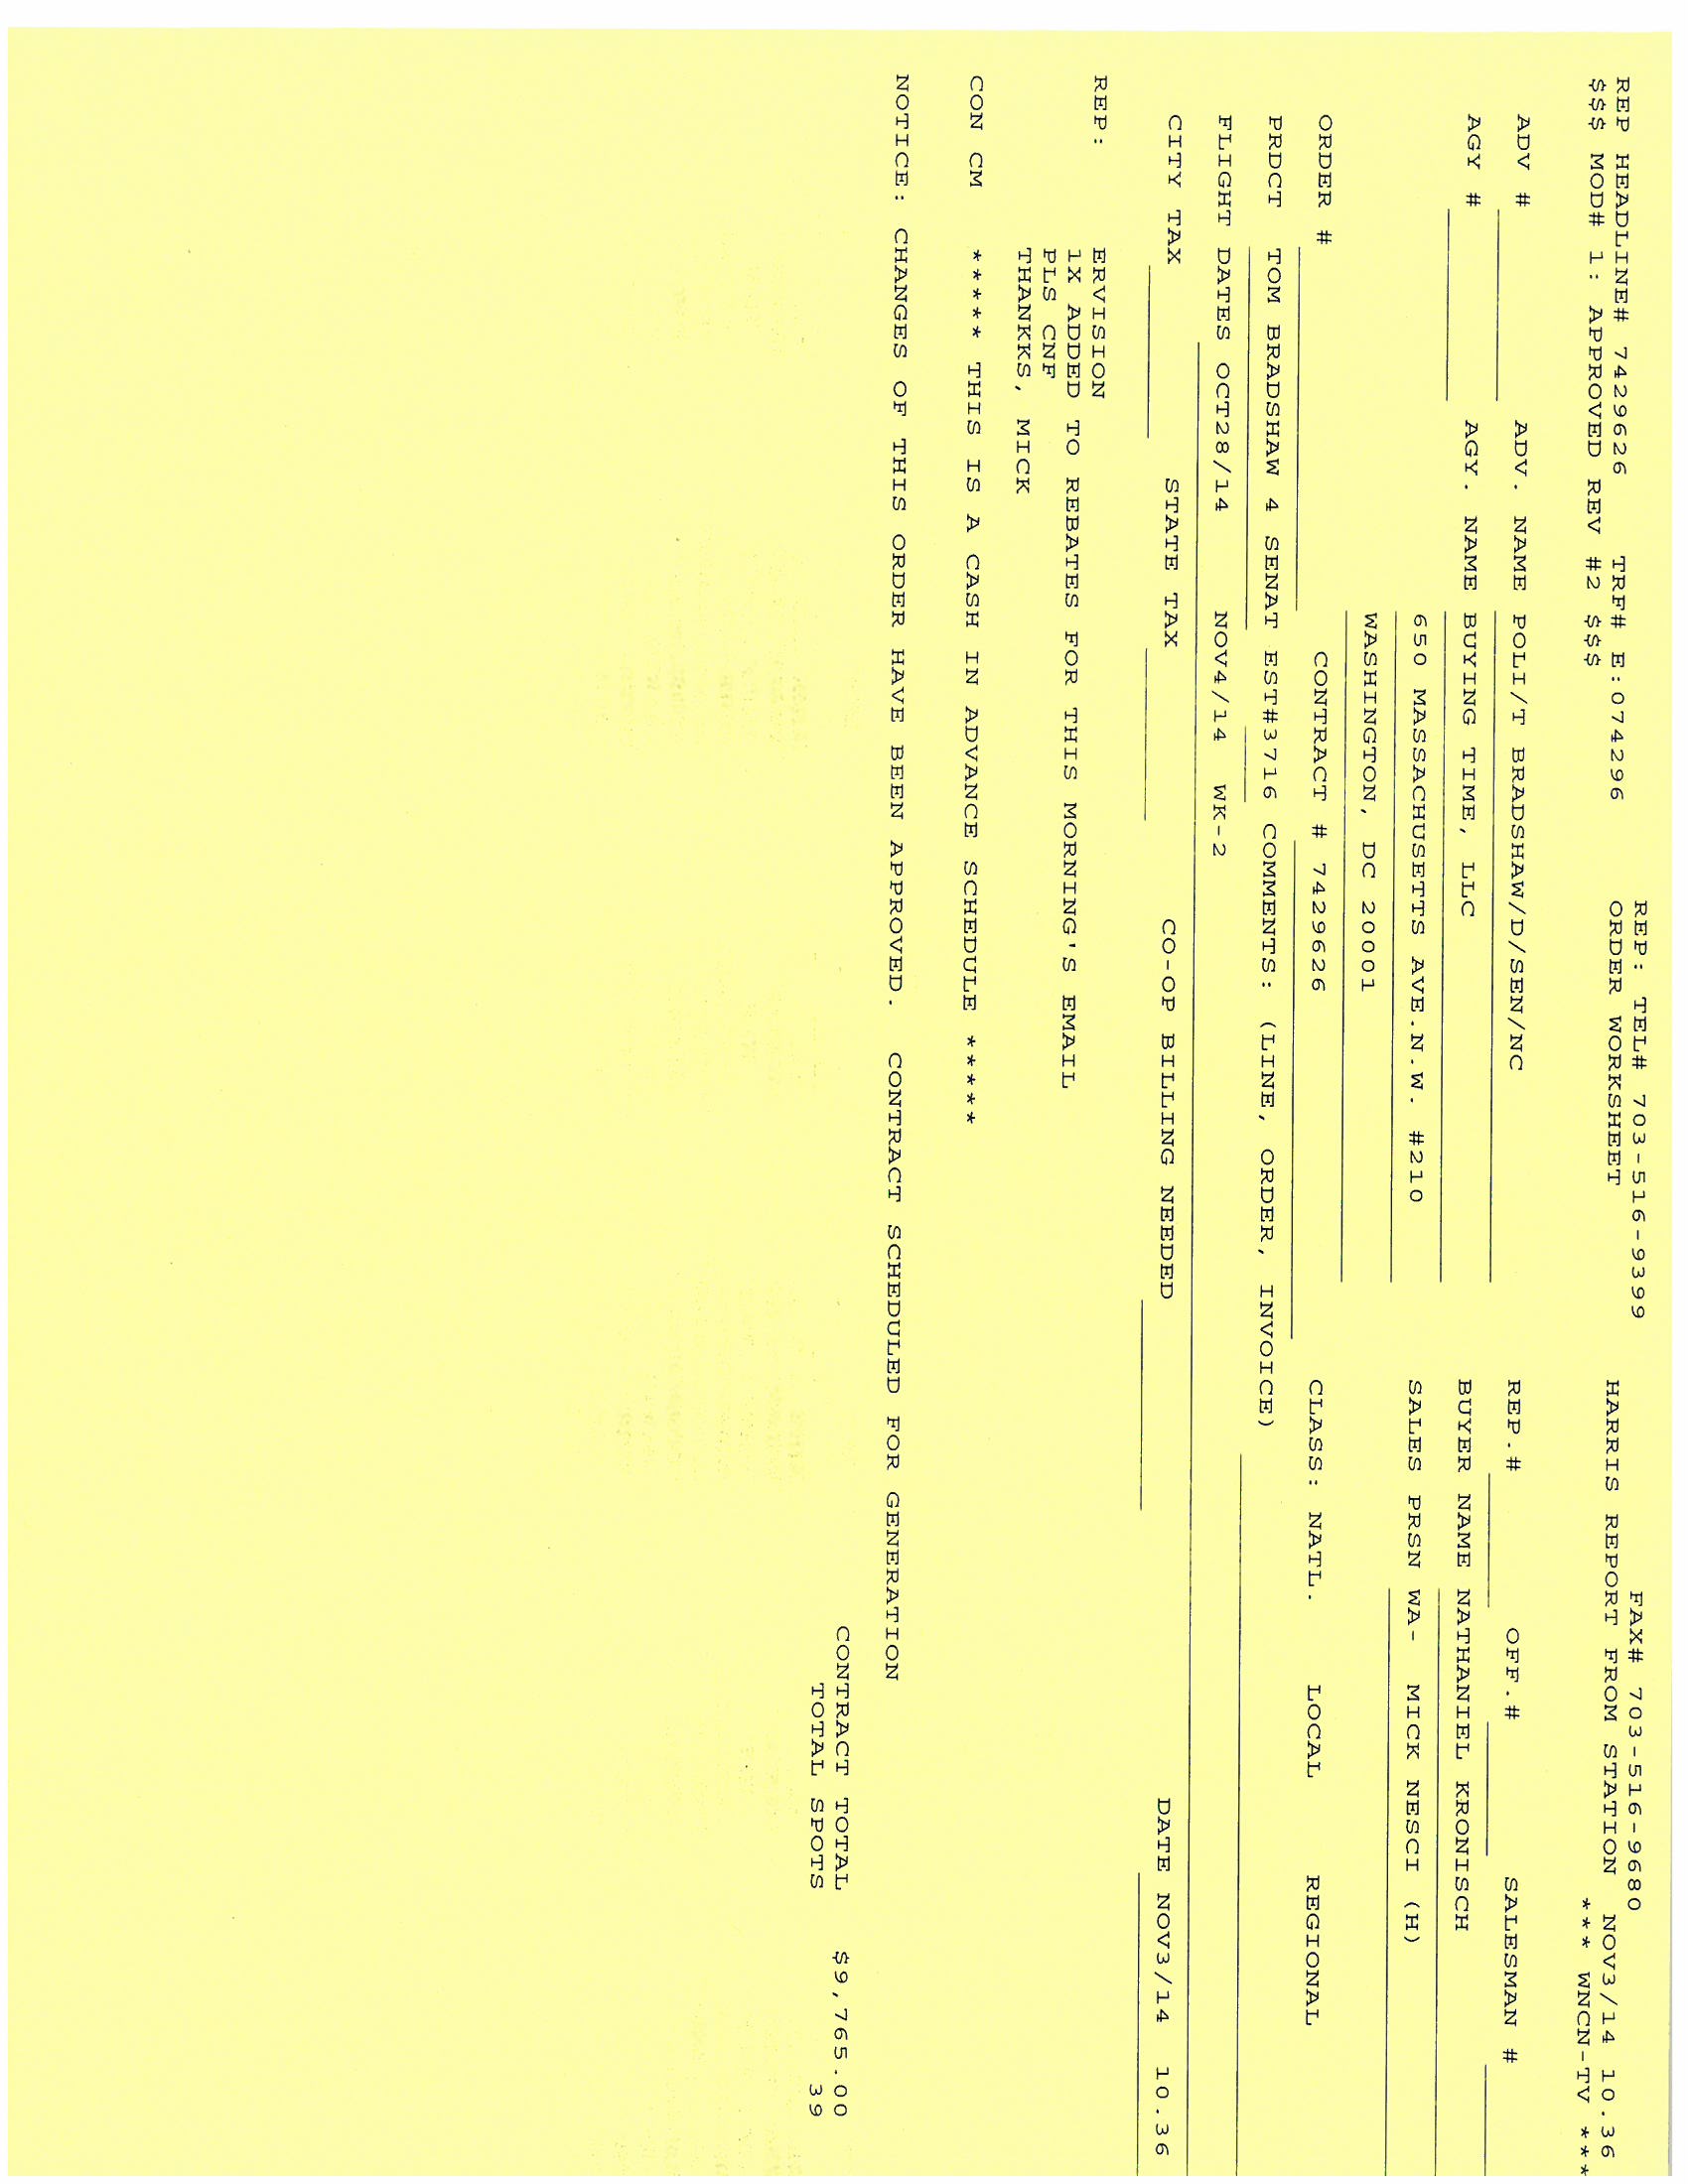 REP: TEL# 703-516-9399 FAX# 703-516-9680
REP HEADLINE# 7429626 TRF# E:074296 ORDER WORKSHEET HARRIS REPORT FROM STATION NOV3/14 10.36
$$$ MOD# 1: APPROVED REV #2 $$$ *** WNCN-TV ***
ADV # ADV. NAME POLI/T BRADSHAW/D/SEN/NC REP.# OFF.# SALESMAN #
AGY # AGY. NAME BUYING TIME, LLC BUYER NAME NATHANIEL KRONISCH
650 MASSACHUSETTS AVE.N.W. #210 SALES PRSN WA- MICK NESCI (H)
WASHINGTON, DC 20001
ORDER # CONTRACT # 7429626 CLASS: NATL. LOCAL REGIONAL
PRDCT TOM BRADSHAW 4 SENAT EST#3716 COMMENTS: (LINE, ORDER, INVOICE)
FLIGHT DATES OCT28/14 NOV4/14 WK-2
CITY TAX STATE TAX CO-OP BILLING NEEDED DATE NOV3/14 10.36
REP: ERVISION
1X ADDED TO REBATES FOR THIS MORNING'S EMAIL
PLS CNF
THANKKS, MICK
CON CM ***** THIS IS A CASH IN ADVANCE SCHEDULE *****
NOTICE: CHANGES OF THIS ORDER HAVE BEEN APPROVED. CONTRACT SCHEDULED FOR GENERATION
CONTRACT TOTAL $9,765.00
TOTAL SPOTS 39